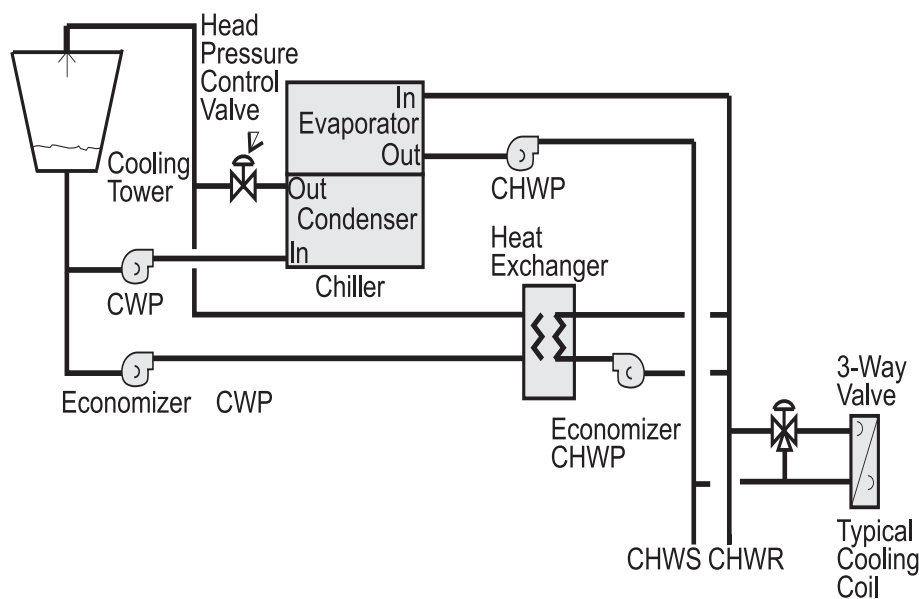 Head
Pressure
Control
Valve
Cooling
Tower
In
Evaporator
Out
Out
Condenser
In
Chiller
CHWP
CWP
Heat
Exchanger
Economizer CWP
Economizer
CHWP
3-Way
Valve
CHWS CHWR
Typical
Cooling
Coil